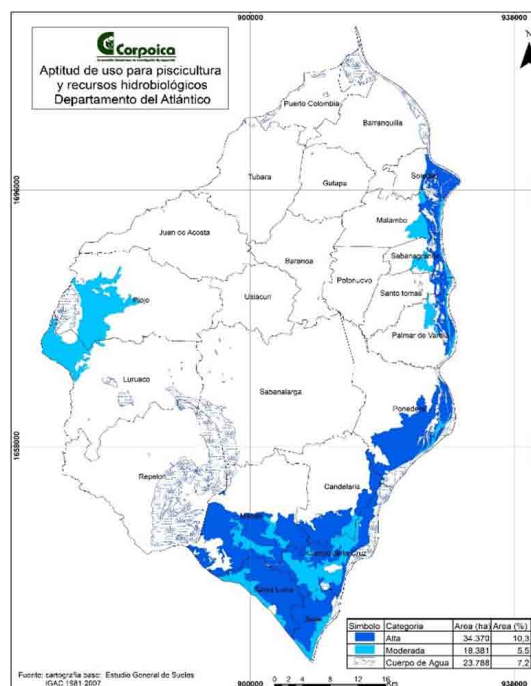 900000
938000
N
Corpoica
Aptitud de uso para piscicultura
y recursos hidrobiológicos
Departamento del Atlántico
Puerto Colombia
Barranquilla
Tubara
Galapa
Soledad
1696000
1696000
Malambo
Juan de Acosta
Baranoa
Sabanagrande
Polonuevo
Piojo
Usiacuri
Santo tomas
Palmar de Varela
Luruaco
Sabanalarga
Ponedera
1658000
1658000
Repelon
Candelaria
Manati
Campo de la Cruz
Santa Lucia
Suan
Simbolo Categoria Area (ha) Area (%)
Alta 34.370 10,3
Moderada 18.381 5,5
Cuerpo de Agua 23.788 7,2
Fuente: cartografía base: Estudio General de Suelos
IGAC 1981 2007
0 2 4 8 12 16
Km
900000
938000